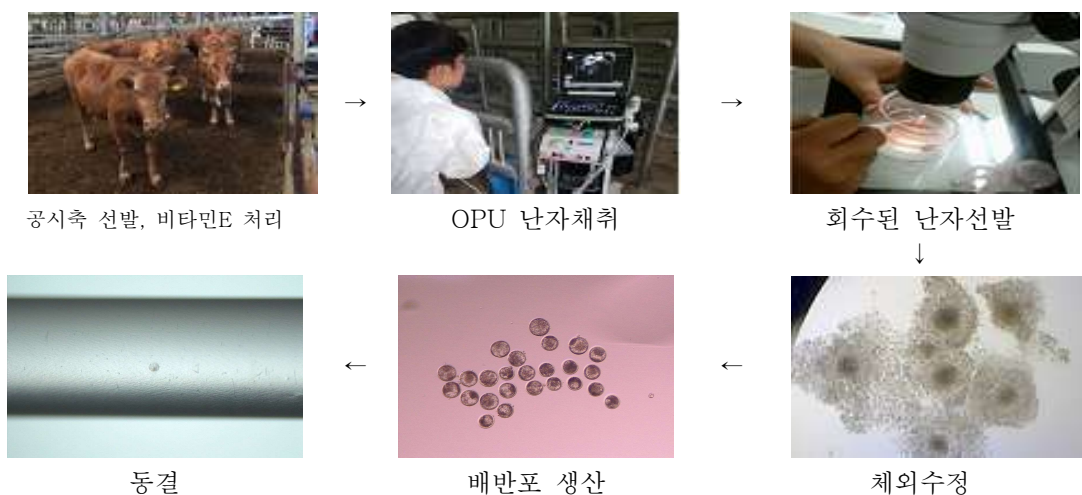 공시축 선발, 비타민E 처리
→
OPU 난자채취
→
회수된 난자선발
↓
체외수정
←
배반포 생산
←
동결